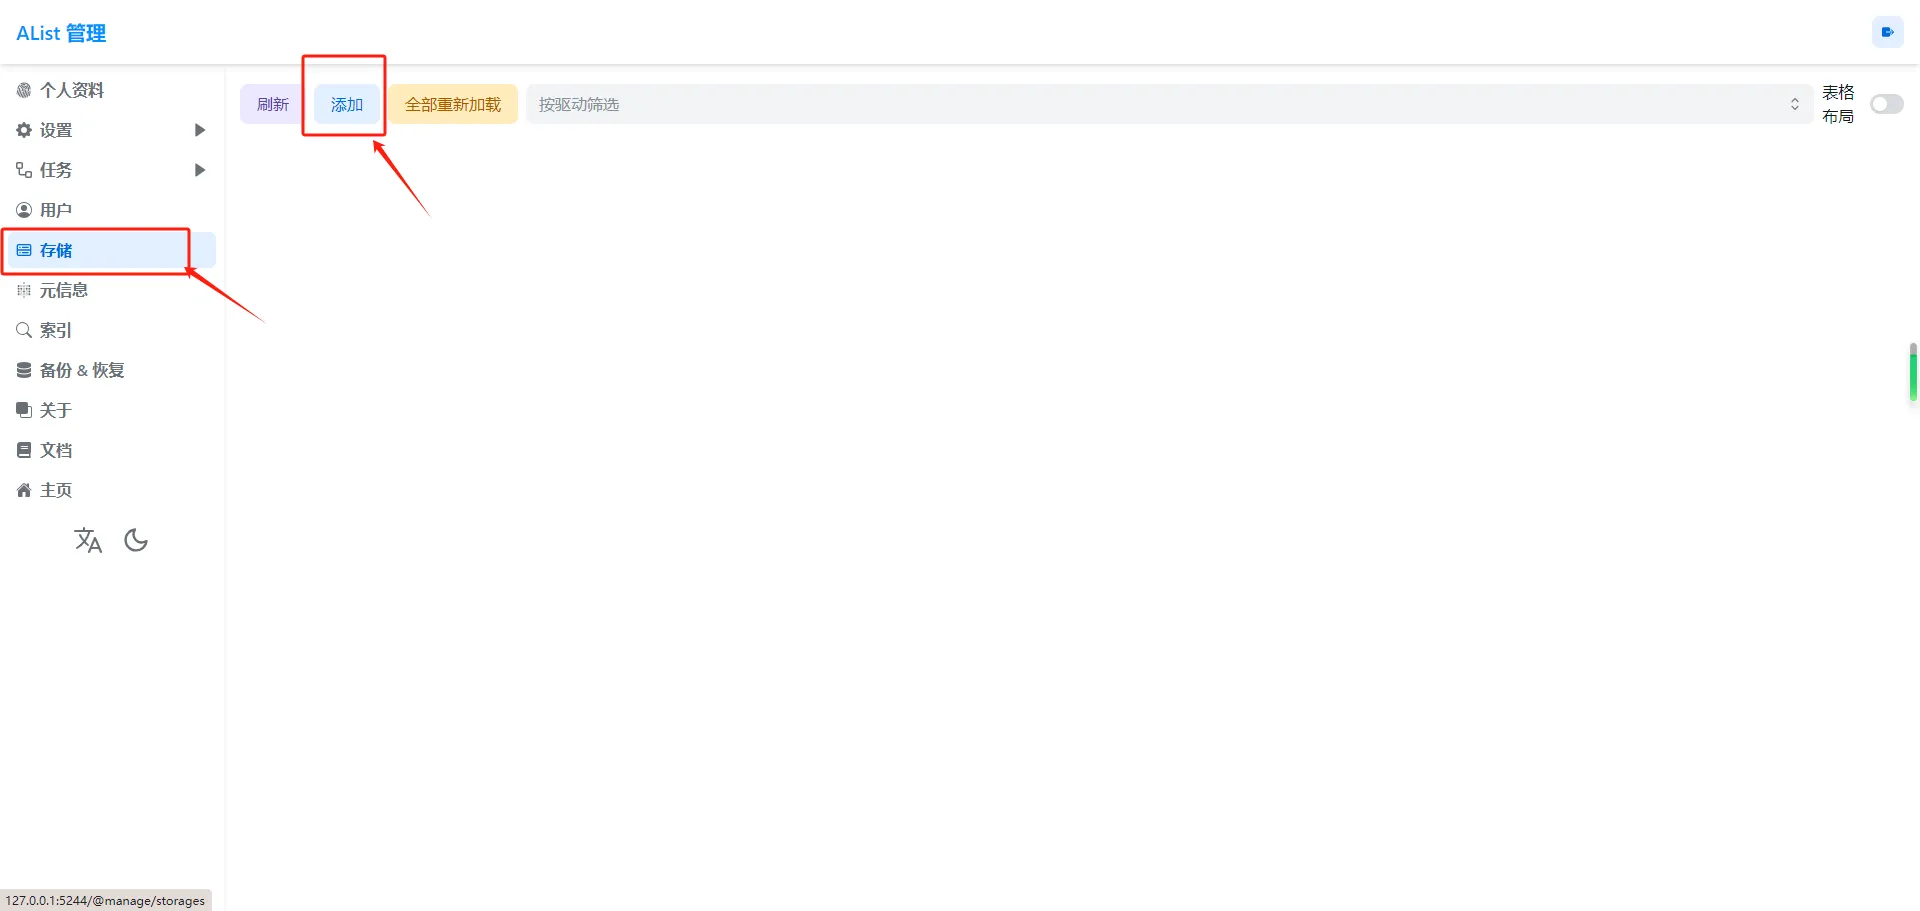 AList 管理
个人资料
设置
任务
用户
存储
元信息
索引
备份 & 恢复
关于
文档
主页
刷新
添加
全部重新加载
按驱动筛选
表格
布局
127.0.0.1:5244/@manage/storages